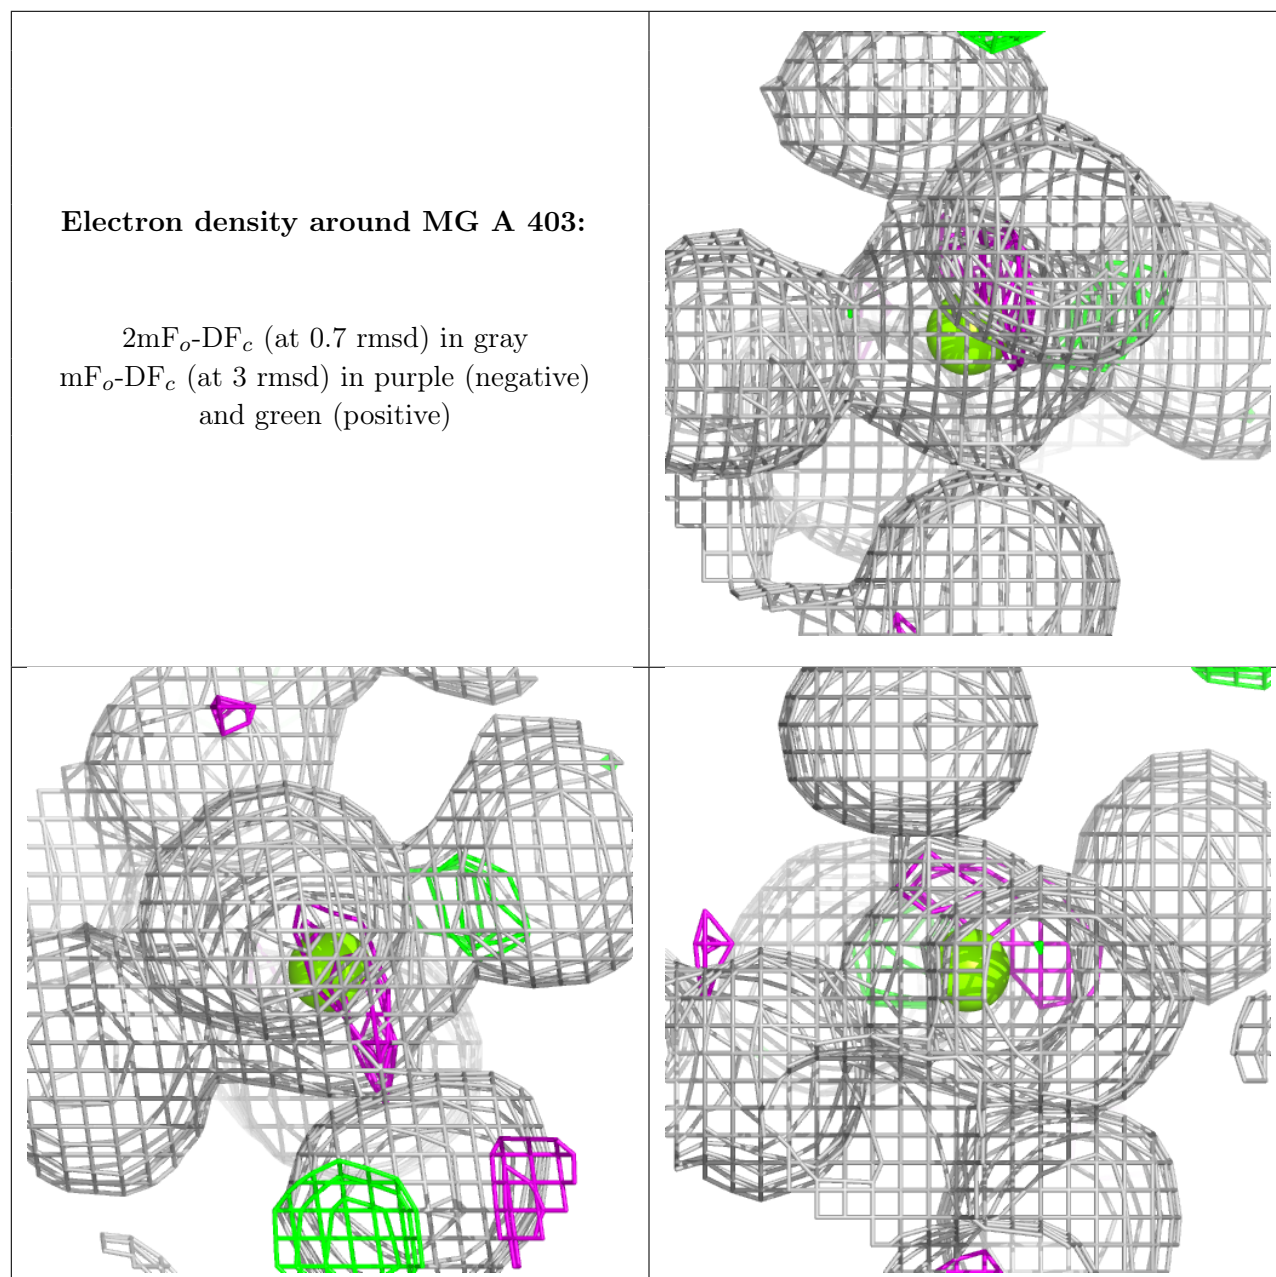 Electron density around MG A 403:
2mFo-DFc (at 0.7 rmsd) in gray
mFo-DFc (at 3 rmsd) in purple (negative)
and green (positive)